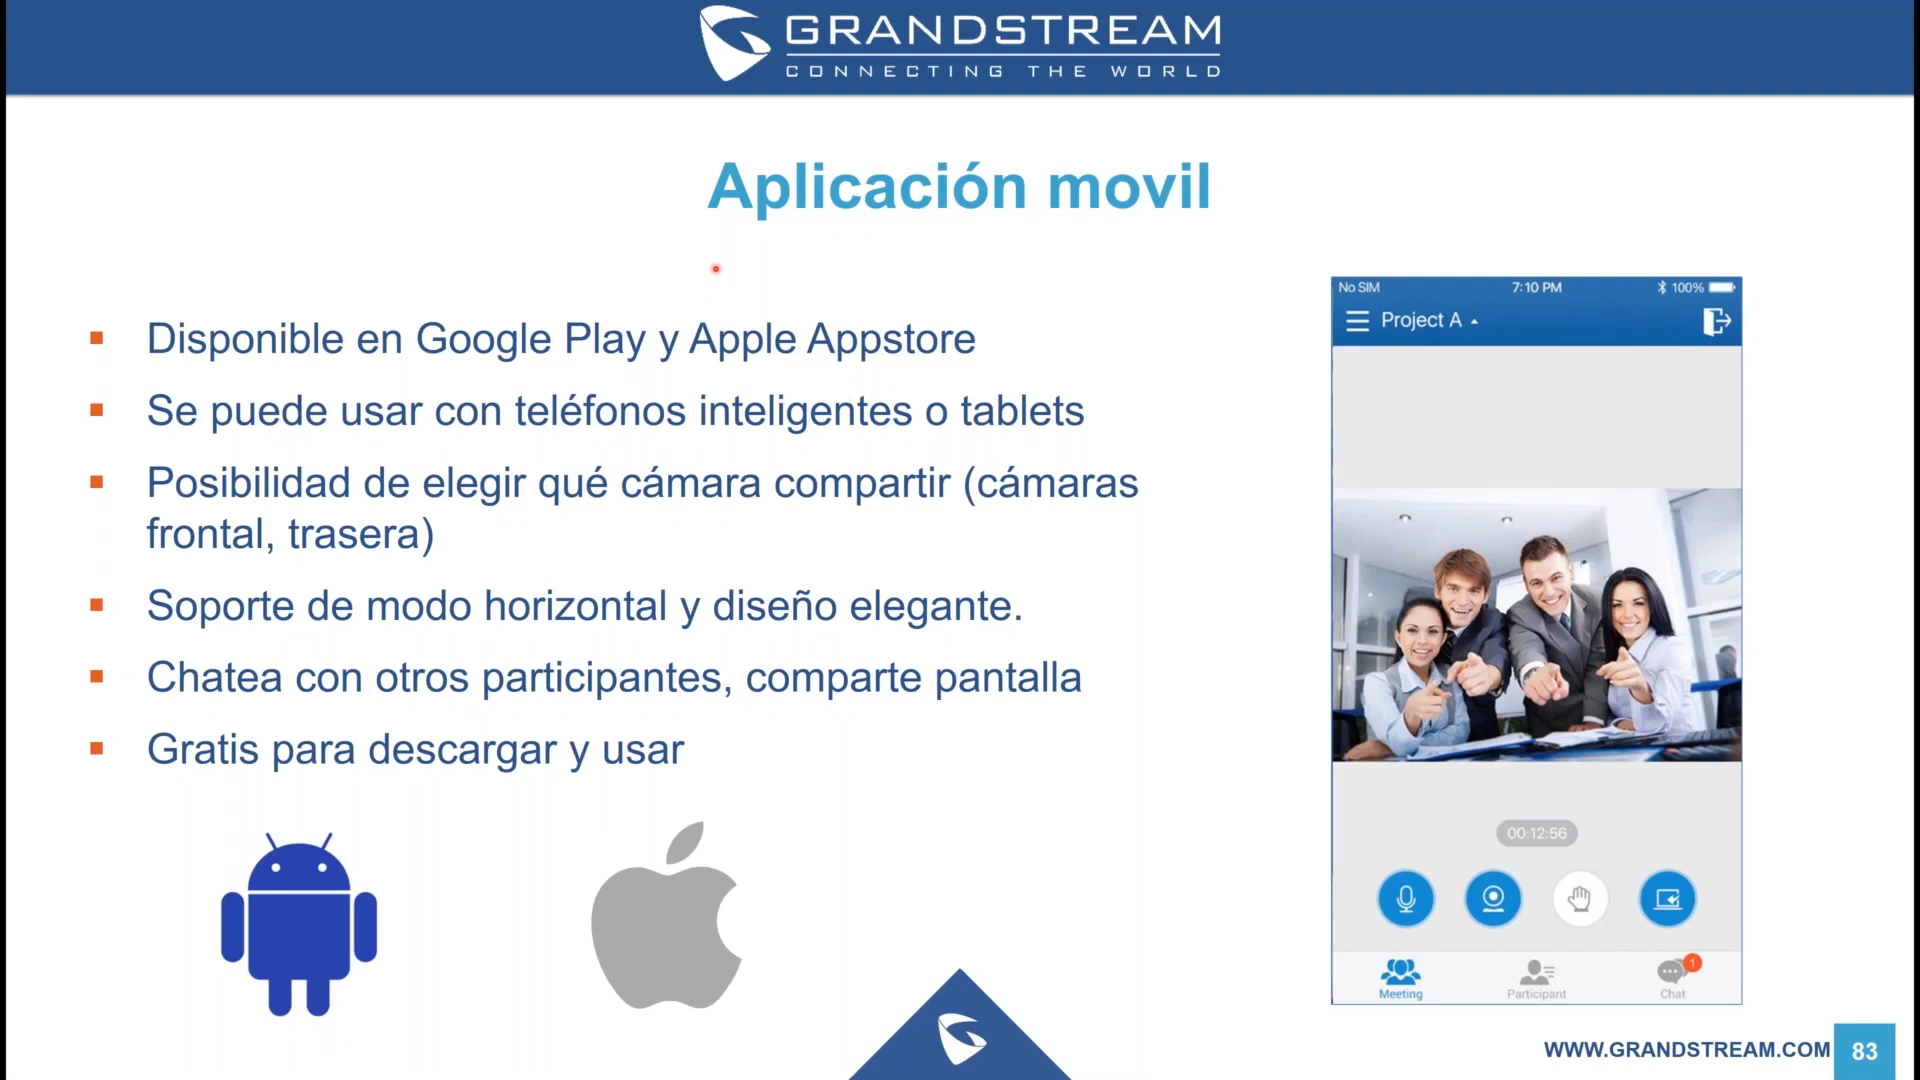 GRANDSTREAM
CONNECTING THE WORLD
Aplicación movil
Disponible en Google Play y Apple Appstore
Se puede usar con teléfonos inteligentes o tablets
Posibilidad de elegir qué cámara compartir (cámaras
frontal, trasera)
Soporte de modo horizontal y diseño elegante.
Chatea con otros participantes, comparte pantalla
Gratis para descargar y usar
No SIM 7:10 PM 100%
Project A
00:12:56
1
Meeting Participant Chat
WWW.GRANDSTREAM.COM 83